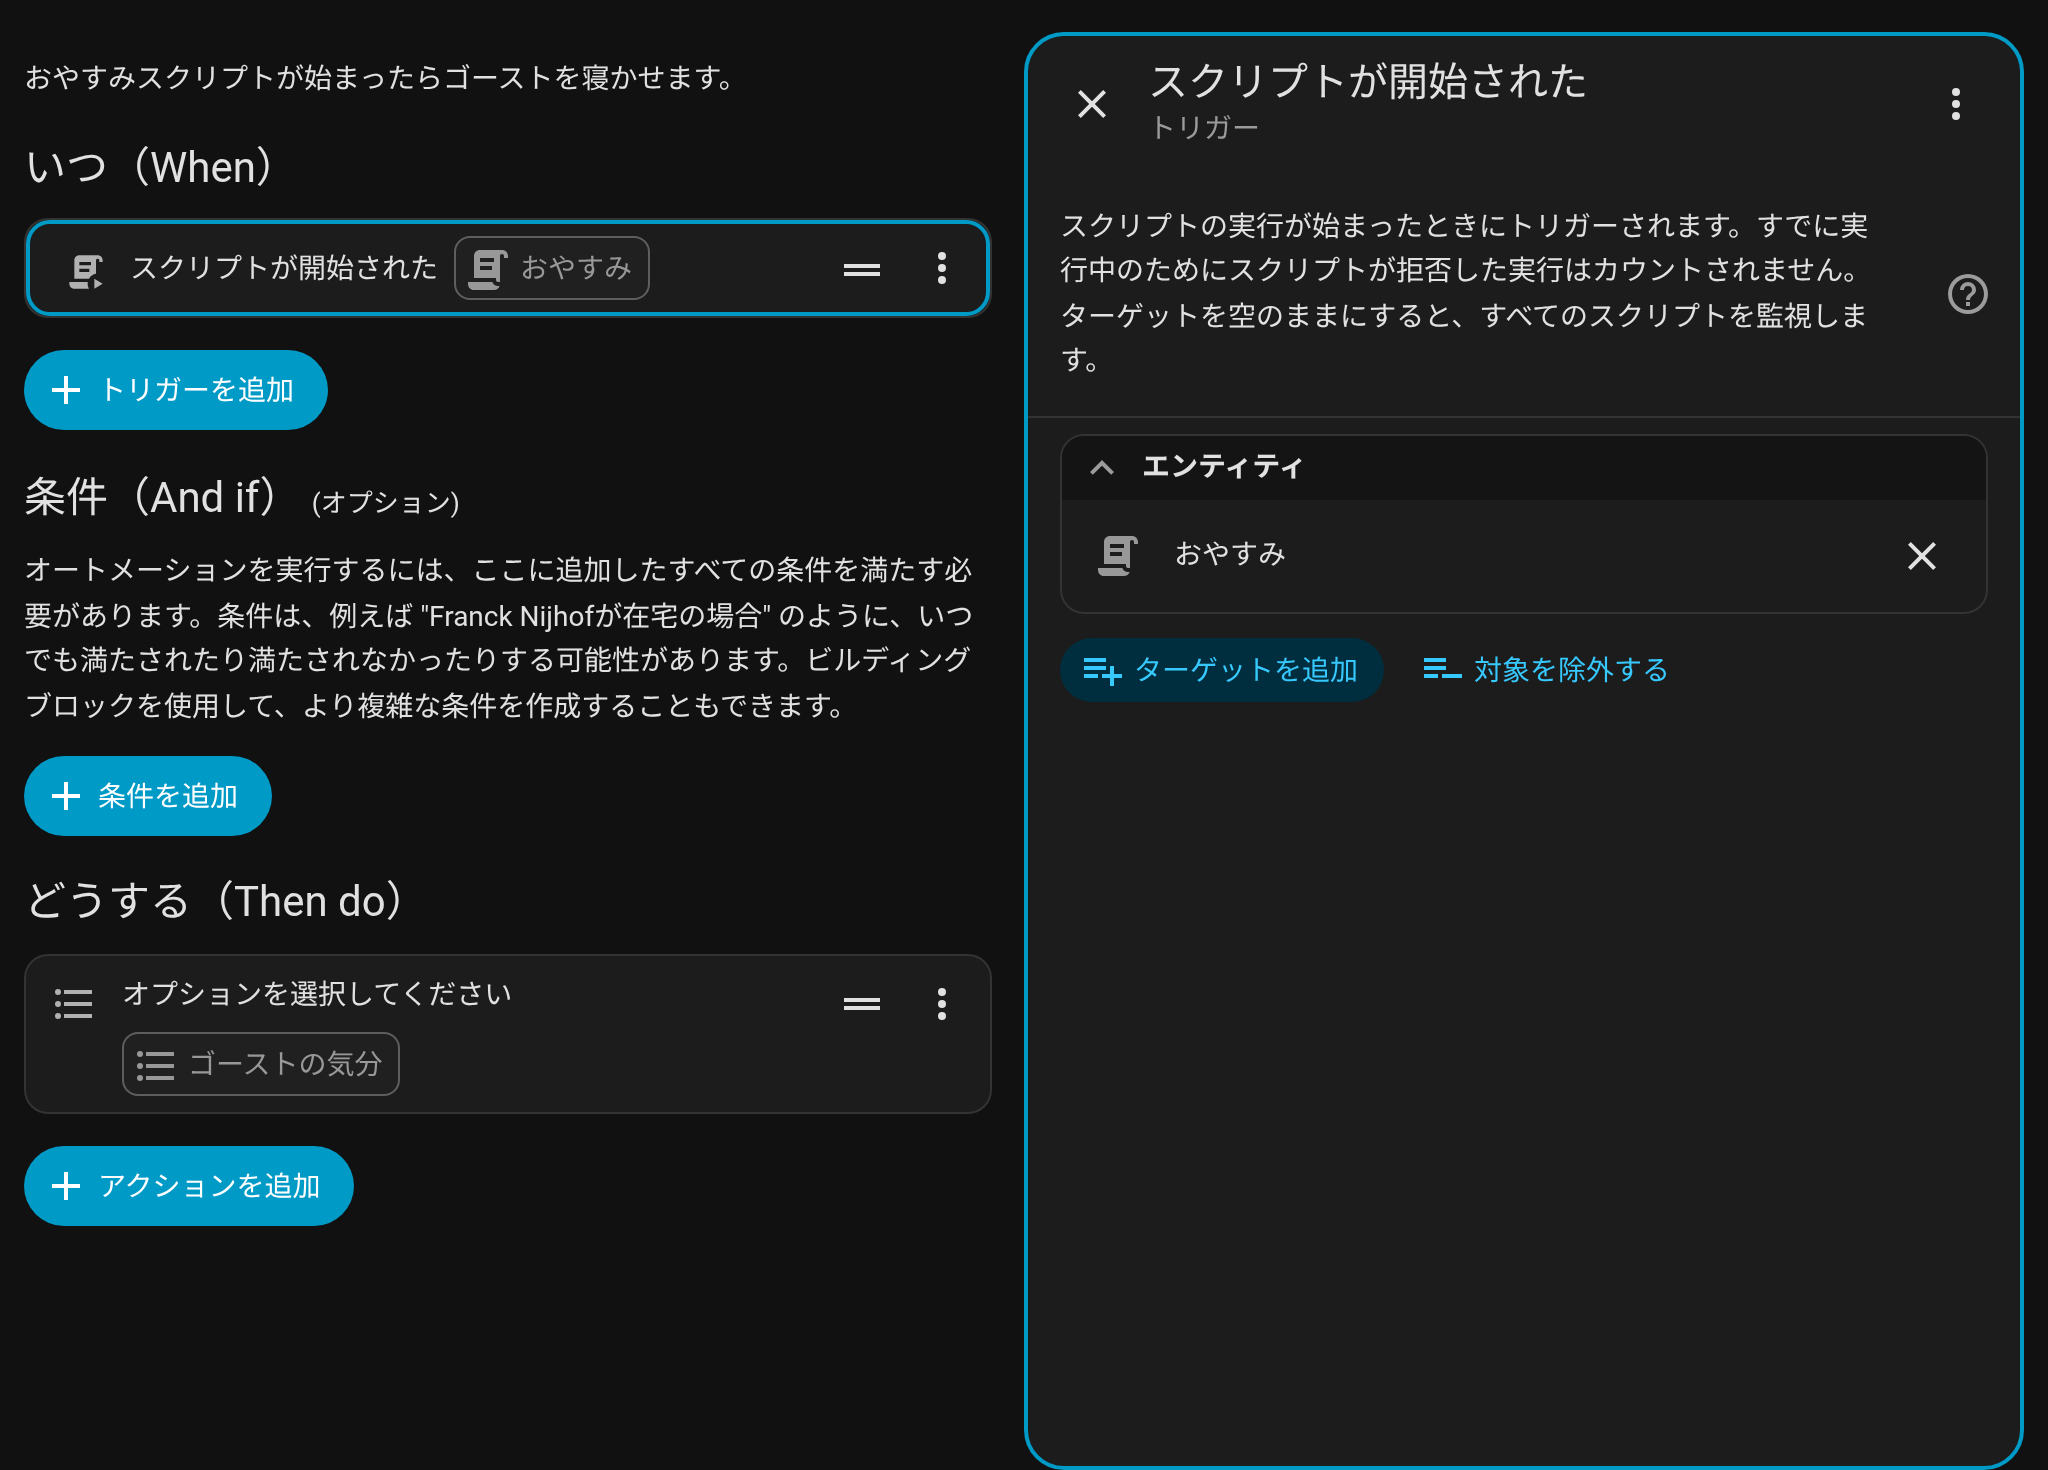 おやすみスクリプトが始まったらゴーストを寝かせます。
いつ（When）
スクリプトが開始された
おやすみ
トリガーを追加
条件（And if） (オプション)
オートメーションを実行するには、ここに追加したすべての条件を満たす必
要があります。条件は、例えば "Franck Nijhofが在宅の場合" のように、いつ
でも満たされたり満たされなかったりする可能性があります。ビルディング
ブロックを使用して、より複雑な条件を作成することもできます。
条件を追加
どうする（Then do）
オプションを選択してください
ゴーストの気分
アクションを追加
スクリプトが開始された
トリガー
スクリプトの実行が始まったときにトリガーされます。すでに実
行中のためにスクリプトが拒否した実行はカウントされません。
ターゲットを空のままにすると、すべてのスクリプトを監視しま
す。
エンティティ
おやすみ
ターゲットを追加
対象を除外する